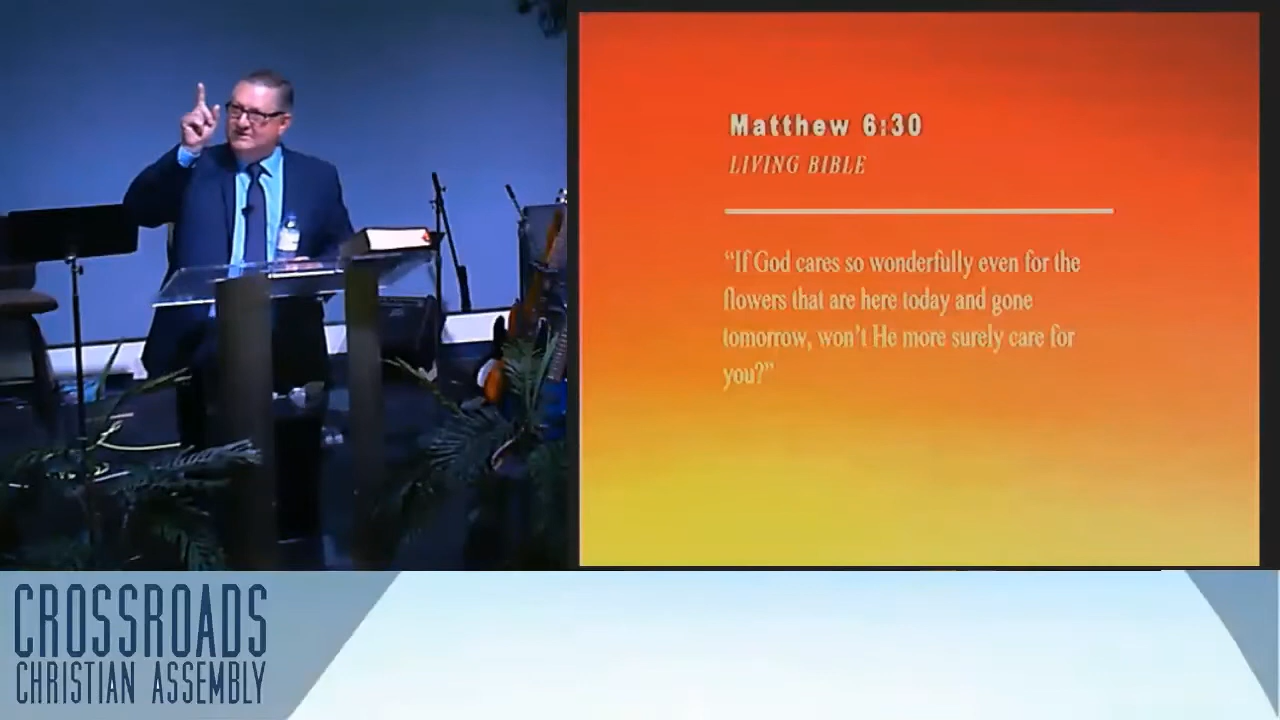 Matthew 6:30
LIVING BIBLE
“If God cares so wonderfully even for the
flowers that are here today and gone
tomorrow, won’t He more surely care for
you?”
CROSSROADS
CHRISTIAN ASSEMBLY